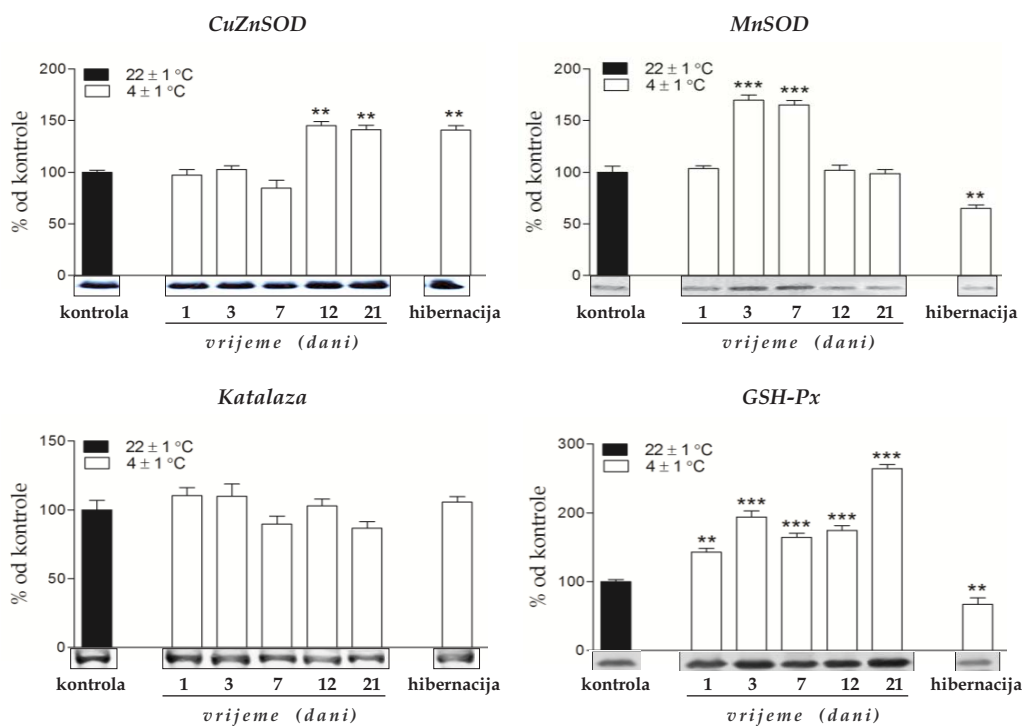 CuZnSOD
% od kontrole
200
150
100
50
0
22 ± 1 °C
4 ± 1 °C
** ** **
kontrola 1 3 7 12 21 hibernacija
vrijeme (dani)
MnSOD
% od kontrole
200
150
100
50
0
22 ± 1 °C
4 ± 1 °C
*** *** **
kontrola 1 3 7 12 21 hibernacija
vrijeme (dani)
Katalaza
% od kontrole
150
100
50
0
22 ± 1 °C
4 ± 1 °C
kontrola 1 3 7 12 21 hibernacija
vrijeme (dani)
GSH-Px
% od kontrole
300
200
100
0
22 ± 1 °C
4 ± 1 °C
** *** *** *** *** **
kontrola 1 3 7 12 21 hibernacija
vrijeme (dani)